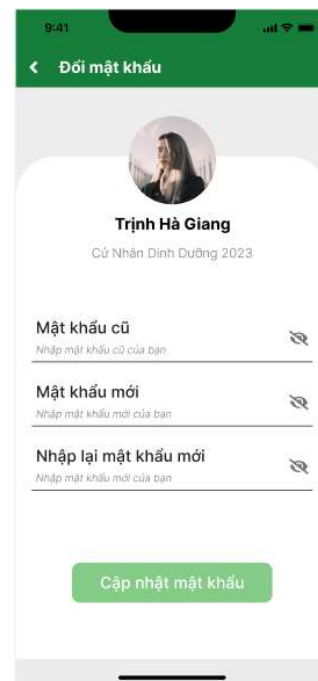 9:41
Đổi mật khẩu
Trịnh Hà Giang
Cử Nhân Dinh Dưỡng 2023
Mật khẩu cũ
Nhập mật khẩu cũ của bạn
Mật khẩu mới
Nhập mật khẩu mới của bạn
Nhập lại mật khẩu mới
Nhập mật khẩu mới của bạn
Cập nhật mật khẩu